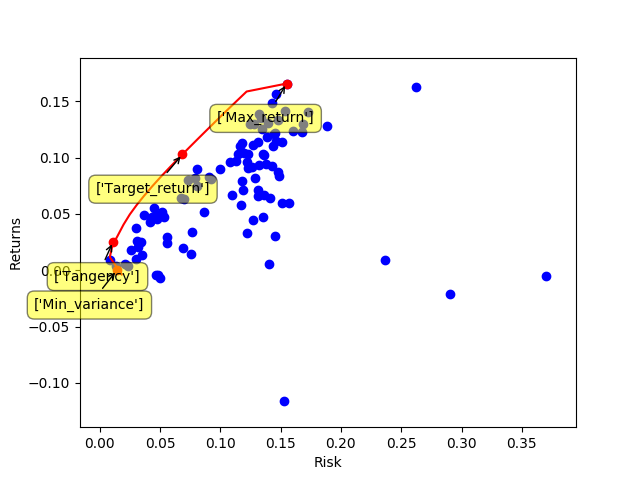 0.15
['Max_return']
0.10
['Target_return']
0.05
Returns
0.00
['Tangency']
['Min_variance']
−0.05
−0.10
0.00 0.05 0.10 0.15 0.20 0.25 0.30 0.35
Risk